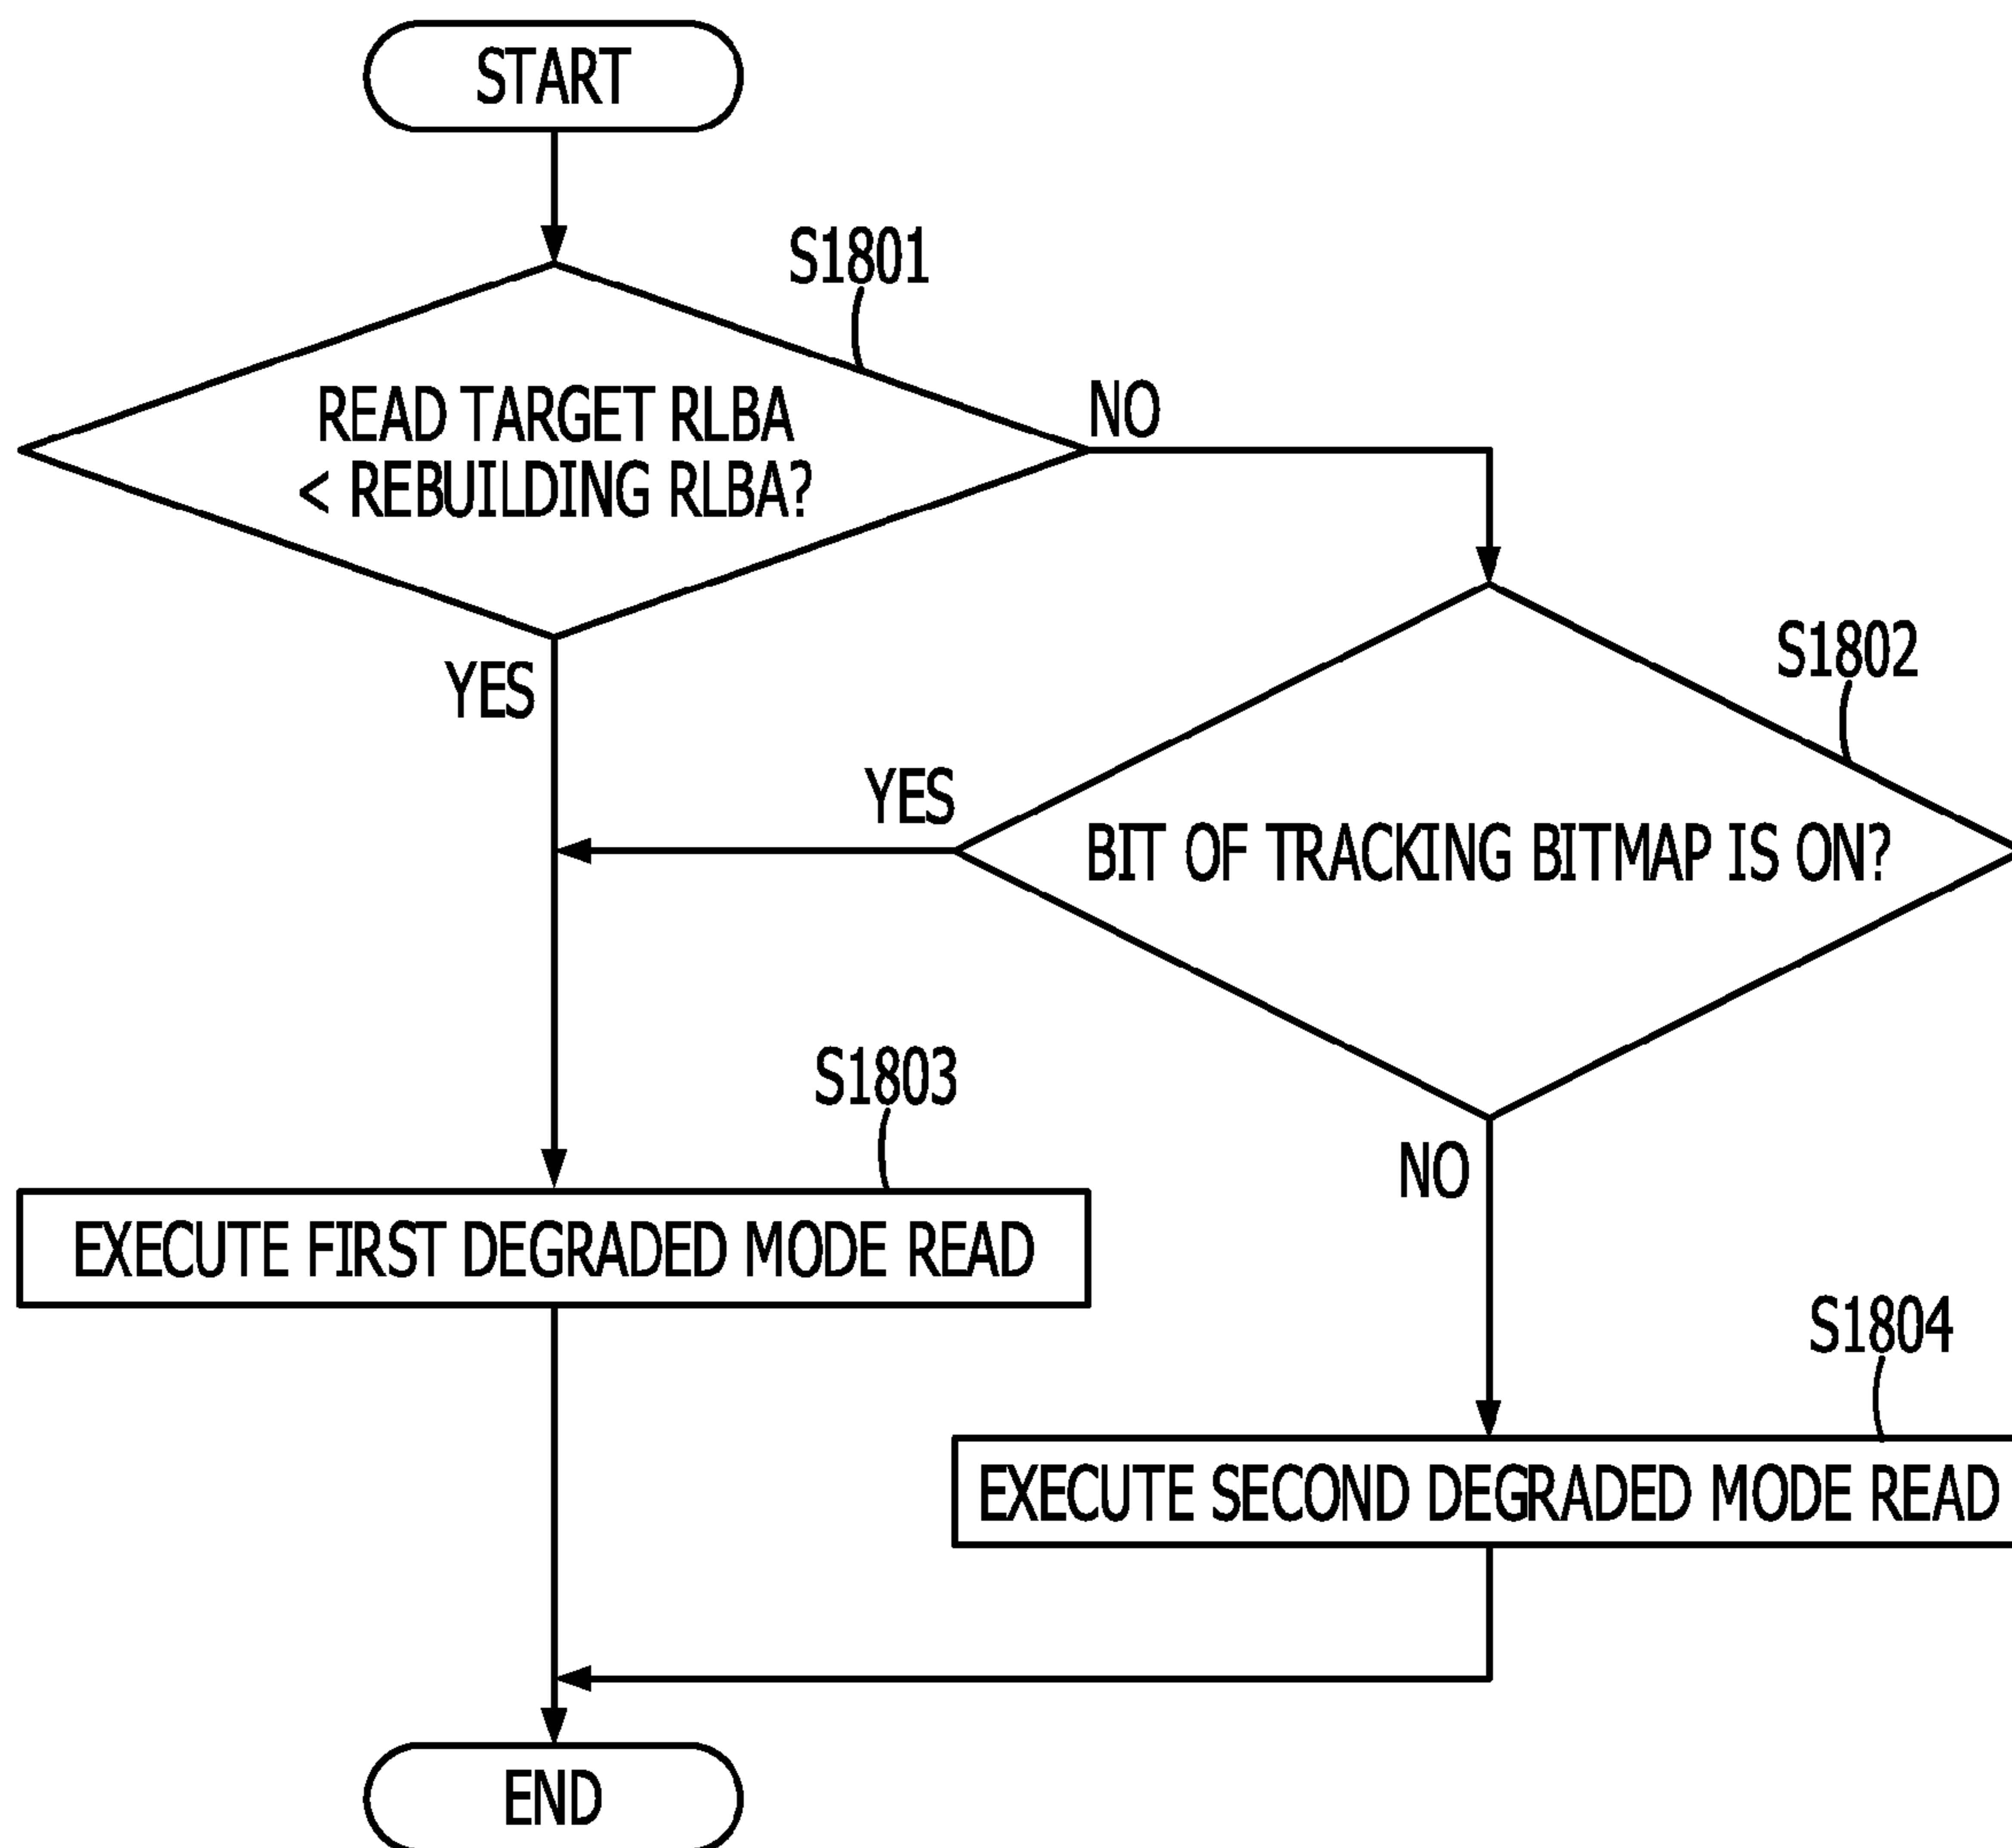 START
S1801
READ TARGET RLBA
< REBUILDING RLBA?
NO
YES
S1802
YES
BIT OF TRACKING BITMAP IS ON?
NO
S1803
EXECUTE FIRST DEGRADED MODE READ
S1804
EXECUTE SECOND DEGRADED MODE READ
END